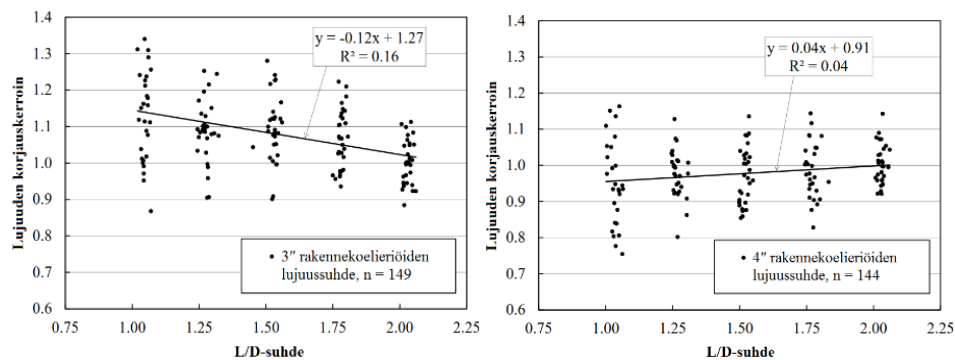 1.4
1.3
1.2
1.1
1.0
0.9
0.8
0.7
0.6
Lujuuden korjauskerroin
y = -0.12x + 1.27
R² = 0.16
3" rakennekoelieriöiden
lujuussuhde, n = 149
0.75 1.00 1.25 1.50 1.75 2.00 2.25
L/D-suhde
1.4
1.3
1.2
1.1
1.0
0.9
0.8
0.7
0.6
Lujuuden korjauskerroin
y = 0.04x + 0.91
R² = 0.04
4" rakennekoelieriöiden
lujuussuhde, n = 144
0.75 1.00 1.25 1.50 1.75 2.00 2.25
L/D-suhde